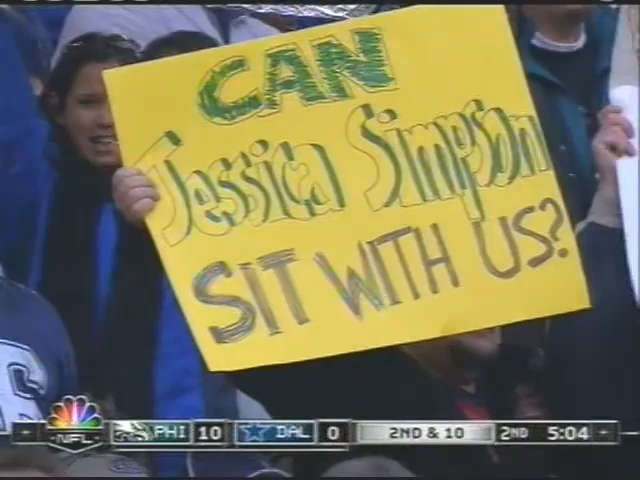 CAN
Jessica Simpson
SIT WITH US?
S
NFL PHI 10 DAL 0 2ND & 10 2ND 5:04